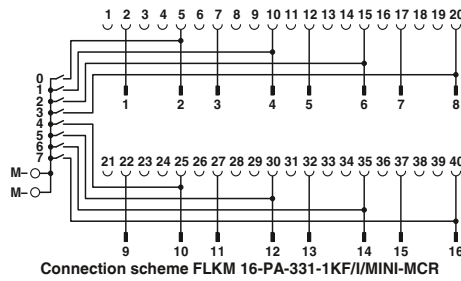 1 2 3 4 5 6 7 8 9 10 11 12 13 14 15 16 17 18 19 20
0
1
2
3
4
5
6
7
M–
M–
1 2 3 4 5 6 7 8
21 22 23 24 25 26 27 28 29 30 31 32 33 34 35 36 37 38 39 40
9 10 11 12 13 14 15 16
Connection scheme FLKM 16-PA-331-1KF/I/MINI-MCR